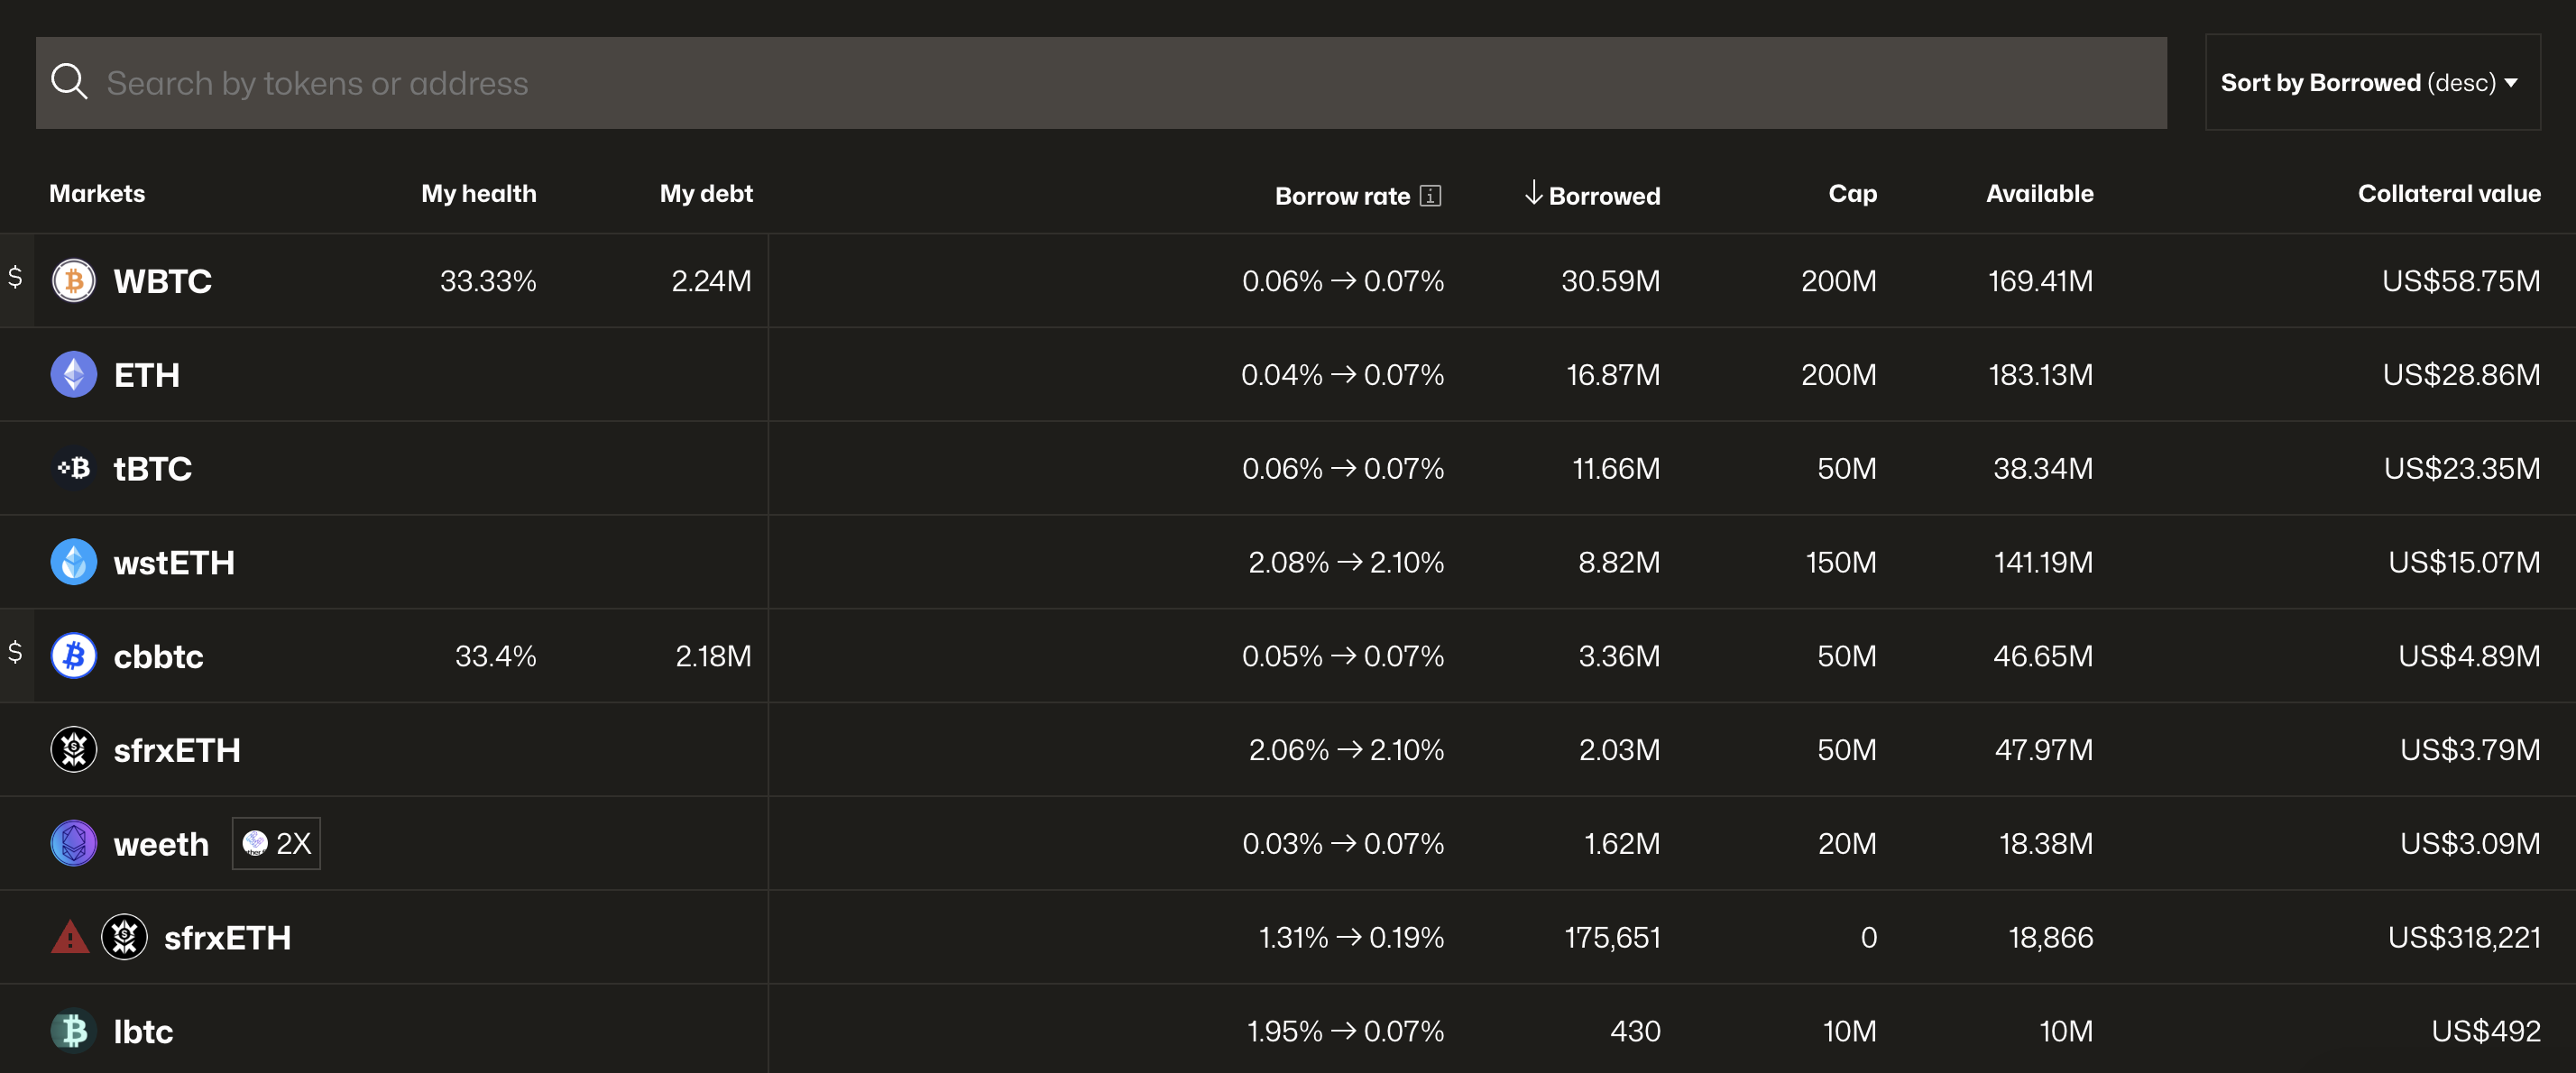 Search by tokens or address
Sort by Borrowed (desc)
Markets My health My debt Borrow rate Borrowed Cap Available Collateral value
$ WBTC 33.33% 2.24M 0.06% → 0.07% 30.59M 200M 169.41M US$58.75M
ETH 0.04% → 0.07% 16.87M 200M 183.13M US$28.86M
tBTC 0.06% → 0.07% 11.66M 50M 38.34M US$23.35M
wstETH 2.08% → 2.10% 8.82M 150M 141.19M US$15.07M
$ cbbtc 33.4% 2.18M 0.05% → 0.07% 3.36M 50M 46.65M US$4.89M
sfrxETH 2.06% → 2.10% 2.03M 50M 47.97M US$3.79M
weeth 2X 0.03% → 0.07% 1.62M 20M 18.38M US$3.09M
sfrxETH 1.31% → 0.19% 175,651 0 18,866 US$318,221
lbtc 1.95% → 0.07% 430 10M 10M US$492